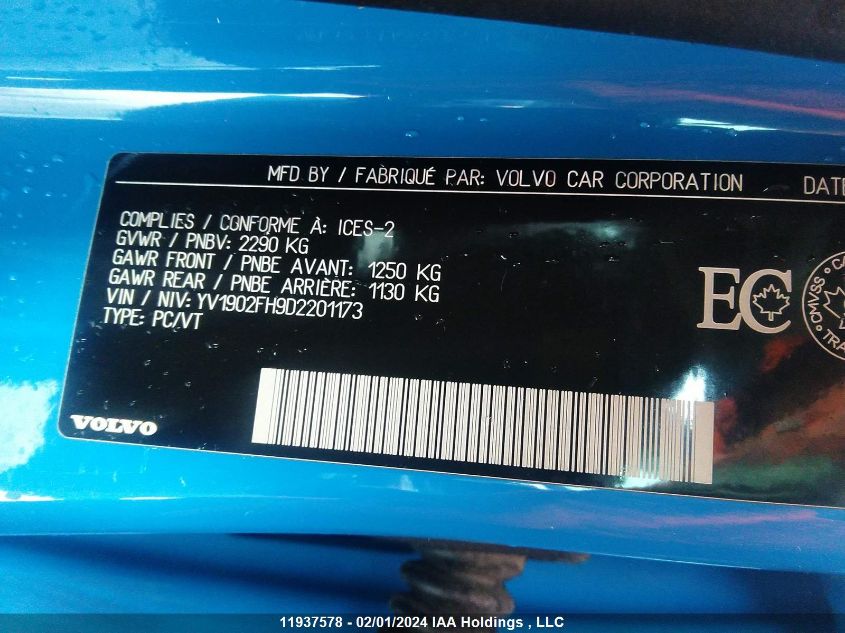 MFD BY / FABRIQUÉ PAR: VOLVO CAR CORPORATION DATE
COMPLIES / CONFORME À: ICES-2
GVWR / PNBV: 2290 KG
GAWR FRONT / PNBE AVANT: 1250 KG
GAWR REAR / PNBE ARRIÈRE: 1130 KG
VIN / NIV: YV1902FH9D2201173
TYPE: PC/VT
EC
CMVSS
VOLVO
11937578 - 02/01/2024 IAA Holdings , LLC